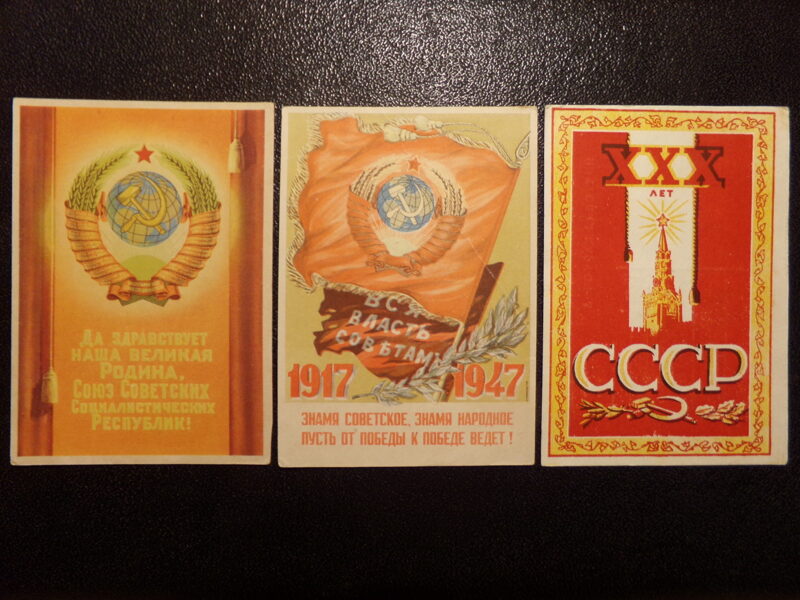 Да здравствует
наша великая
Родина,
Союз Советских
Социалистических
Республик!
ВСЯ
ВЛАСТЬ
СОВѢТАМЪ
1917 1947
ЗНАМЯ СОВЕТСКОЕ, ЗНАМЯ НАРОДНОЕ
ПУСТЬ ОТ ПОБЕДЫ К ПОБЕДЕ ВЕДЕТ!
XXX
ЛЕТ
СССР